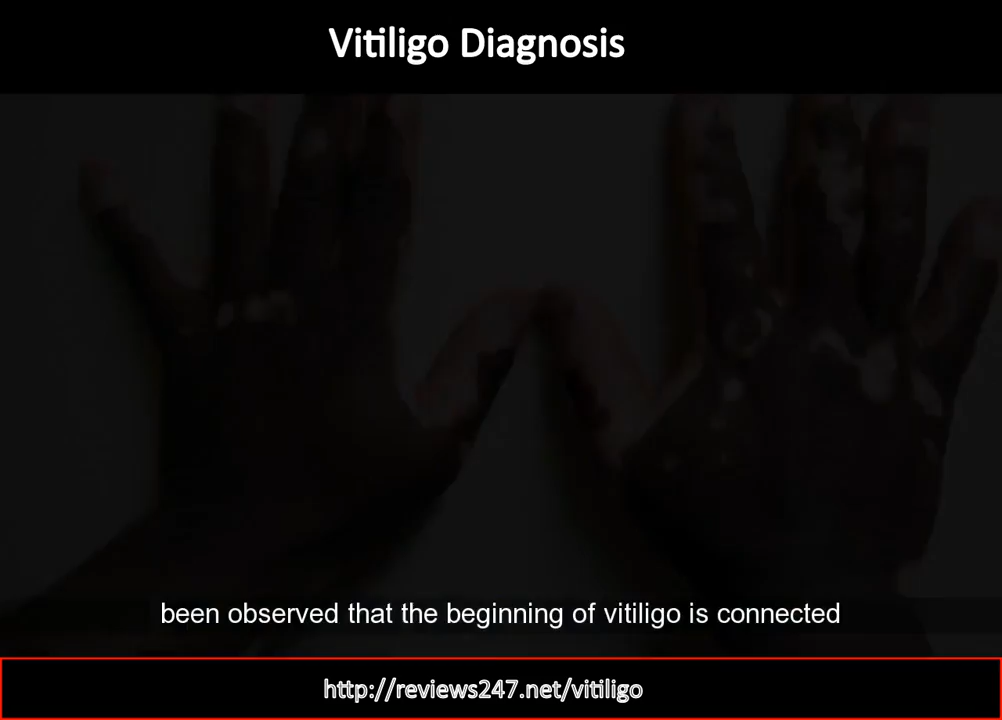 Vitiligo Diagnosis
been observed that the beginning of vitiligo is connected
http://reviews247.net/vitiligo